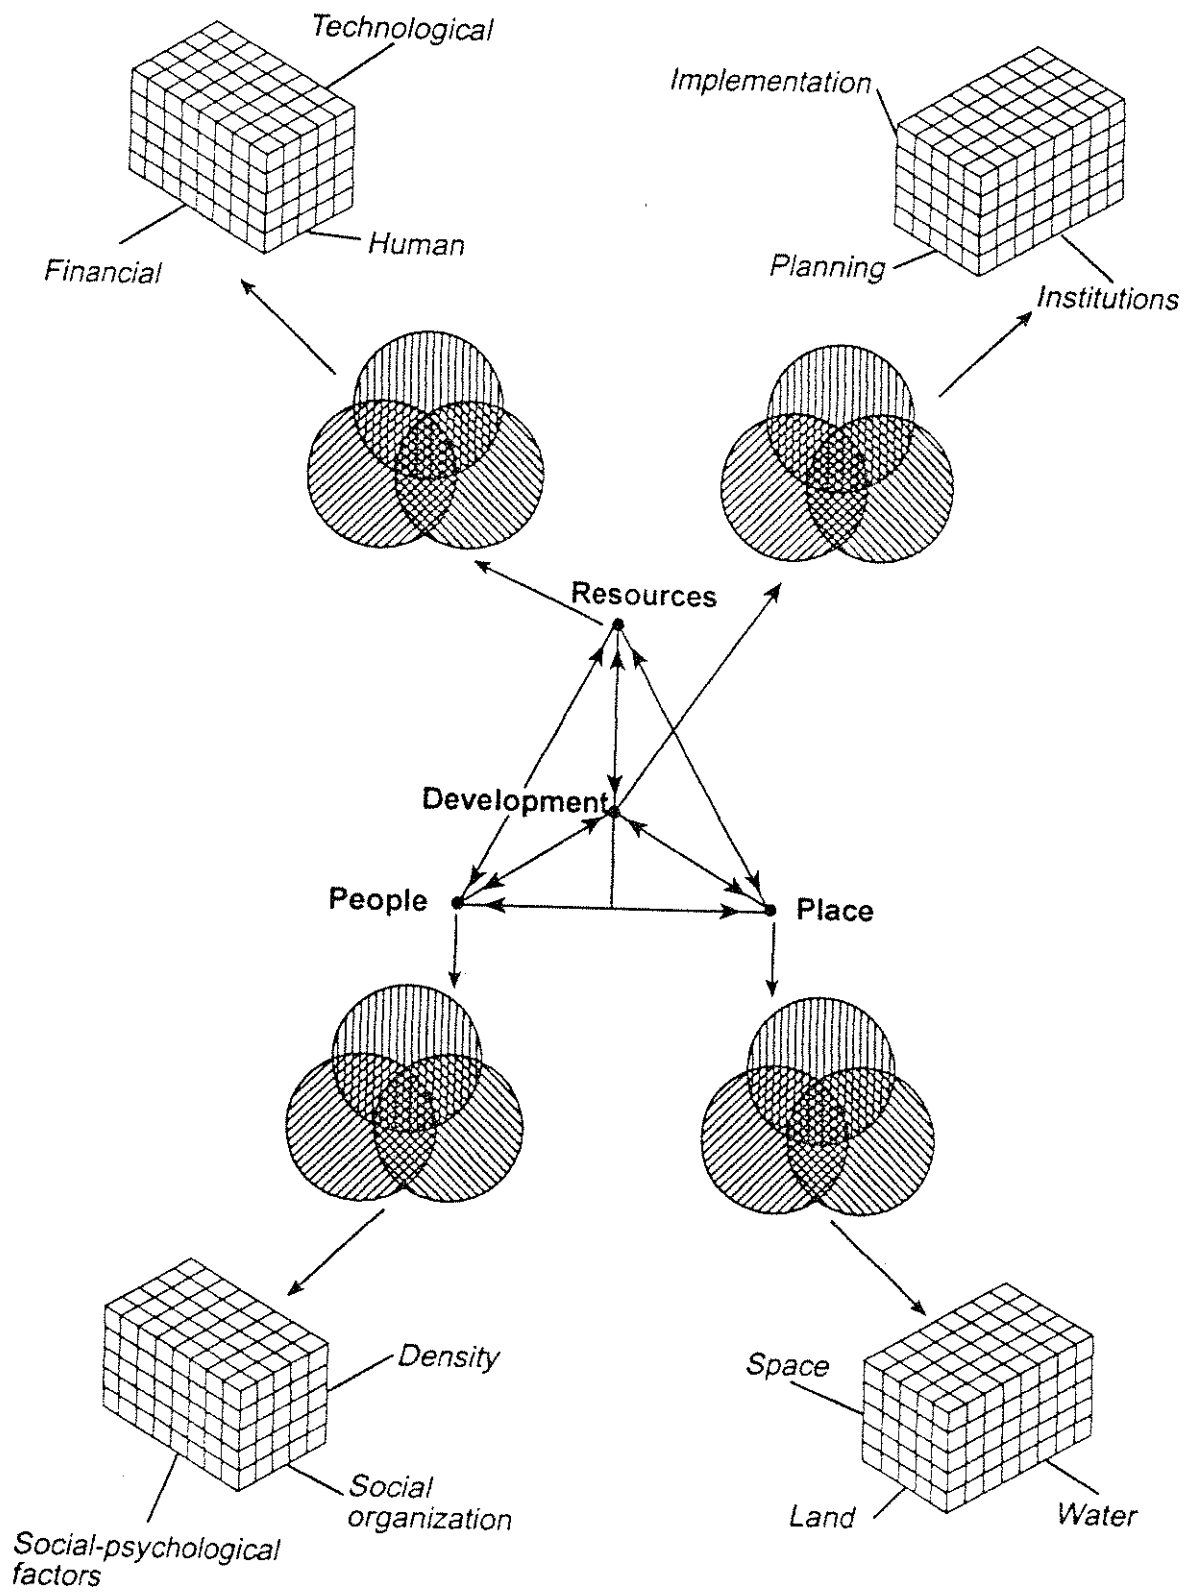 Technological
Implementation
Human
Financial
Planning
Institutions
Resources
Development
People
Place
Density
Space
Social
organization
Land
Water
Social-psychological
factors